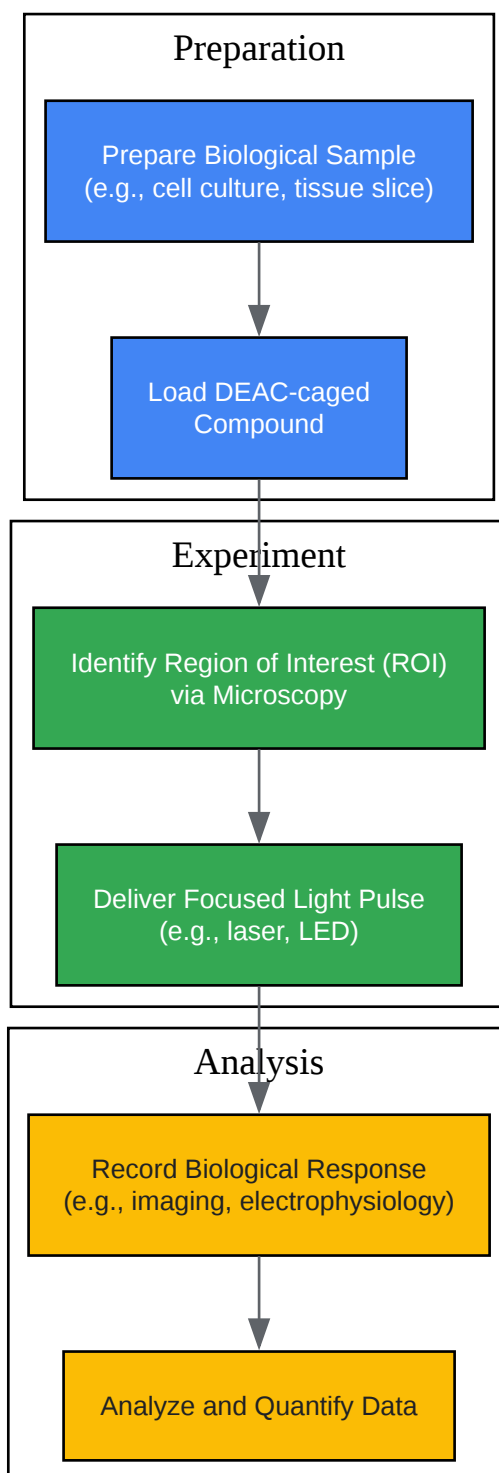 Preparation
Prepare Biological Sample
(e.g., cell culture, tissue slice)
Load DEAC-caged
Compound
Experiment
Identify Region of Interest (ROI)
via Microscopy
Deliver Focused Light Pulse
(e.g., laser, LED)
Analysis
Record Biological Response
(e.g., imaging, electrophysiology)
Analyze and Quantify Data